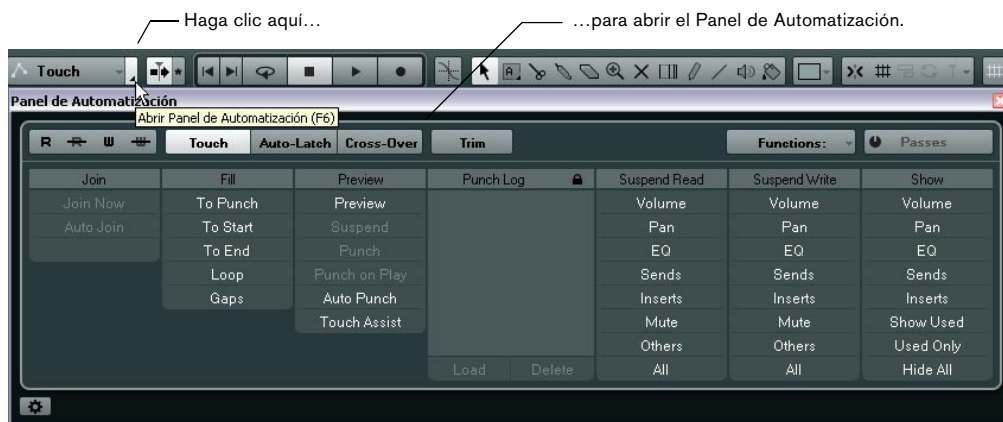 Haga clic aquí… …para abrir el Panel de Automatización.
Touch
Panel de Automatización
Abrir Panel de Automatización (F6)
R R W W Touch Auto-Latch Cross-Over Trim Functions: Passes
Join Fill Preview Punch Log Suspend Read Suspend Write Show
Join Now To Punch Preview Volume Volume Volume
Auto Join To Start Suspend Pan Pan Pan
To End Punch EQ EQ EQ
Loop Punch on Play Sends Sends Sends
Gaps Auto Punch Inserts Inserts Inserts
Touch Assist Mute Mute Show Used
Others Others Used Only
Load Delete All All Hide All